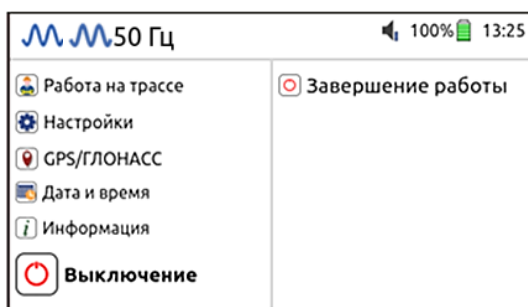 50 Гц 100% 13:25
Работа на трассе
Настройки
GPS/ГЛОНАСС
Дата и время
i Информация
Выключение
Завершение работы